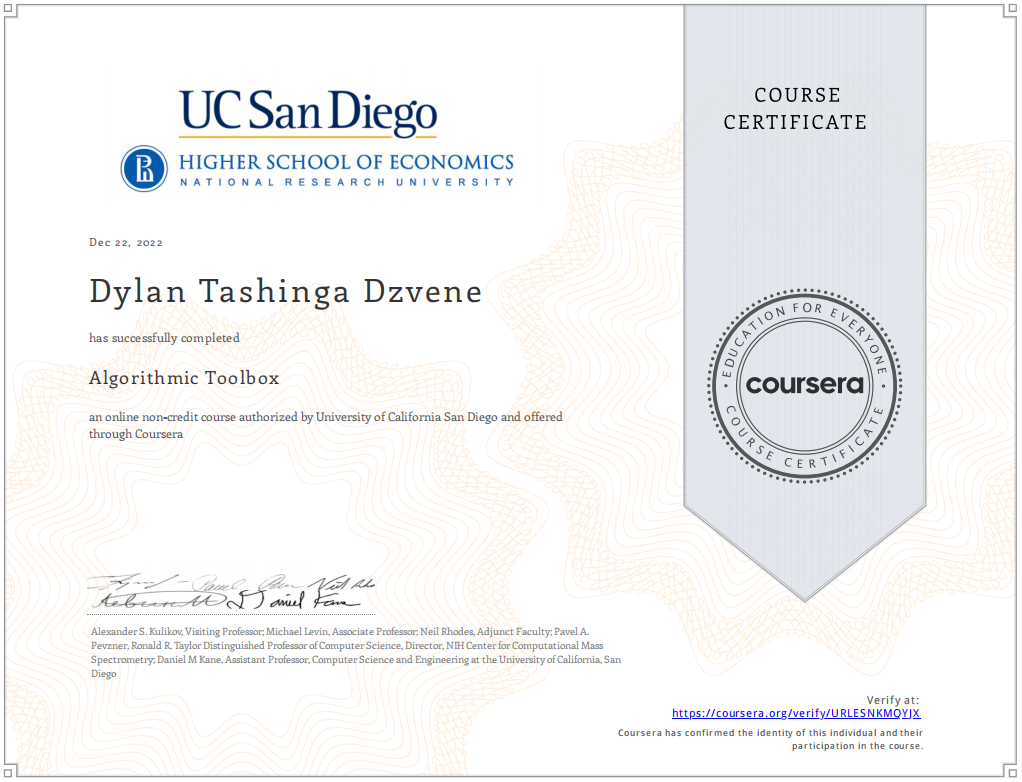 UC San Diego
HIGHER SCHOOL OF ECONOMICS
NATIONAL RESEARCH UNIVERSITY
COURSE
CERTIFICATE
Dec 22, 2022
Dylan Tashinga Dzvene
has successfully completed
Algorithmic Toolbox
an online non-credit course authorized by University of California San Diego and offered
through Coursera
EDUCATION FOR EVERYONE
coursera
COURSE CERTIFICATE
Alexander S. Kulikov, Visiting Professor; Michael Levin, Associate Professor; Neil Rhodes, Adjunct Faculty; Pavel A.
Pevzner, Ronald R. Taylor Distinguished Professor of Computer Science, Director, NIH Center for Computational Mass
Spectrometry; Daniel M Kane, Assistant Professor, Computer Science and Engineering at the University of California, San
Diego
Verify at:
https://coursera.org/verify/URLESNKMQYJX
Coursera has confirmed the identity of this individual and their
participation in the course.